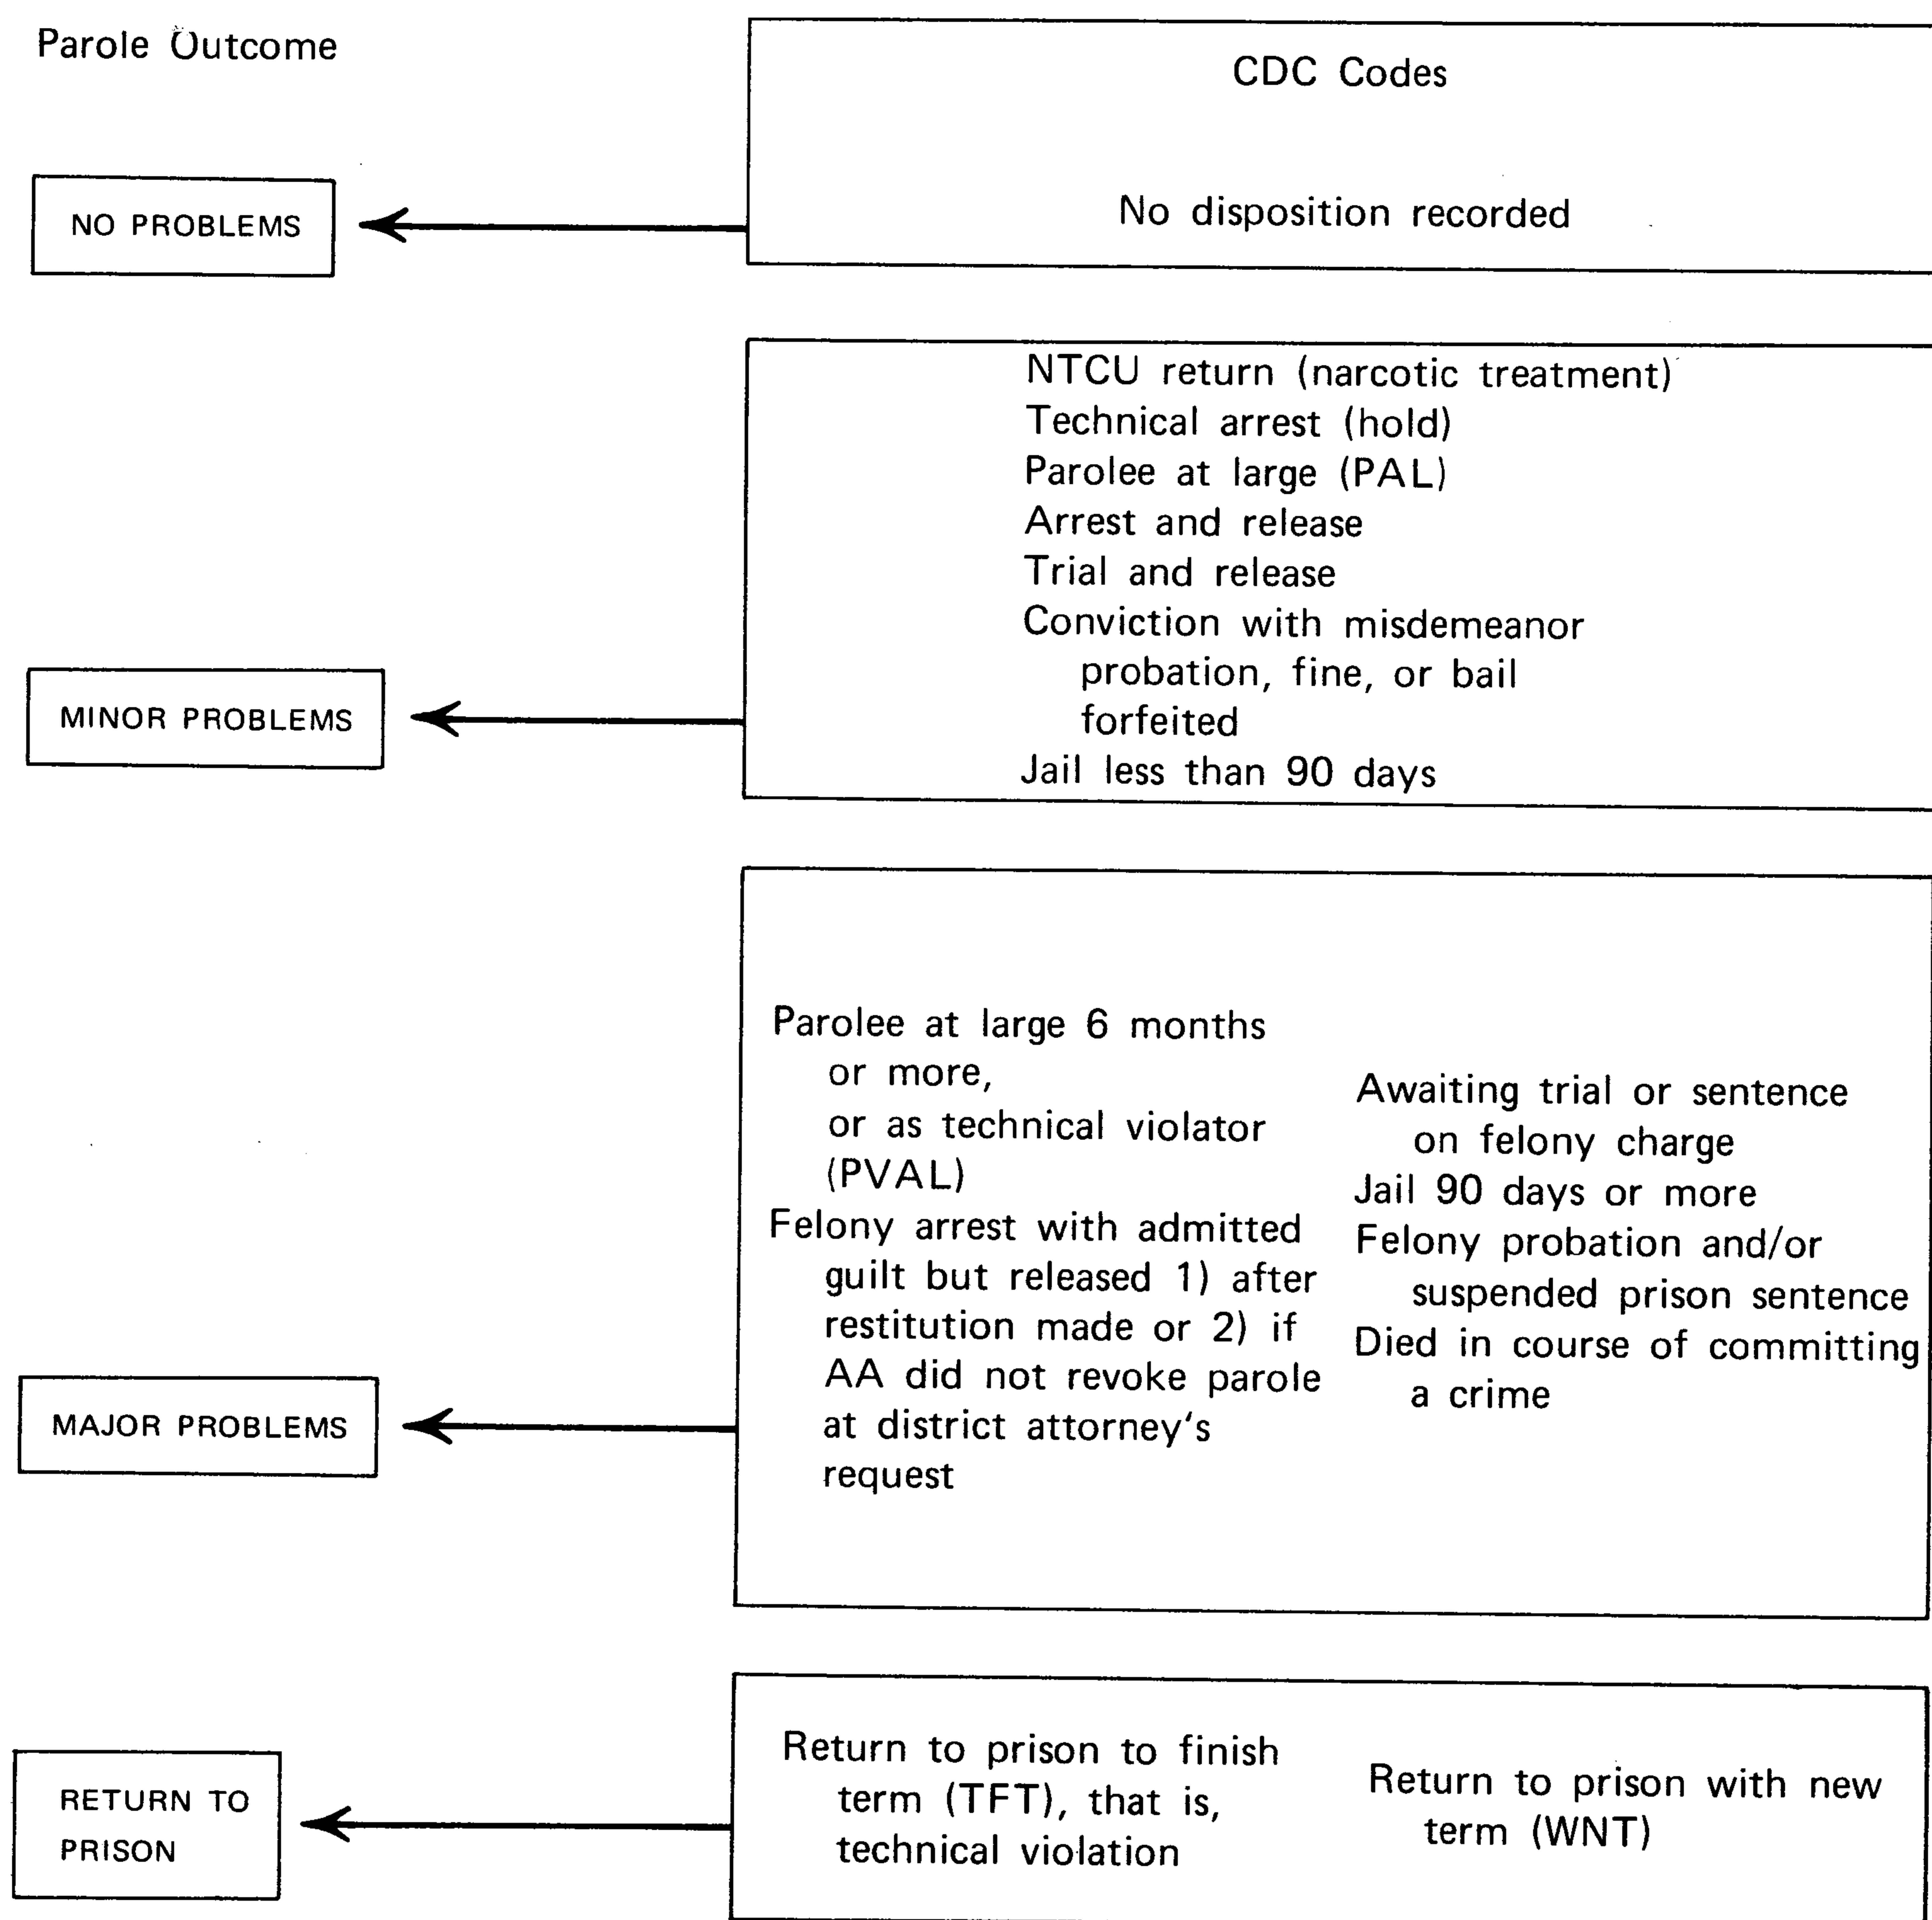 Parole Outcome
CDC Codes
NO PROBLEMS
No disposition recorded
NTCU return (narcotic treatment)
Technical arrest (hold)
Parolee at large (PAL)
Arrest and release
Trial and release
Conviction with misdemeanor
probation, fine, or bail
forfeited
Jail less than 90 days
MINOR PROBLEMS
Parolee at large 6 months
or more,
or as technical violator
(PVAL)
Felony arrest with admitted
guilt but released 1) after
restitution made or 2) if
AA did not revoke parole
at district attorney's
request
Awaiting trial or sentence
on felony charge
Jail 90 days or more
Felony probation and/or
suspended prison sentence
Died in course of committing
a crime
MAJOR PROBLEMS
Return to prison to finish
term (TFT), that is,
technical violation
Return to prison with new
term (WNT)
RETURN TO
PRISON